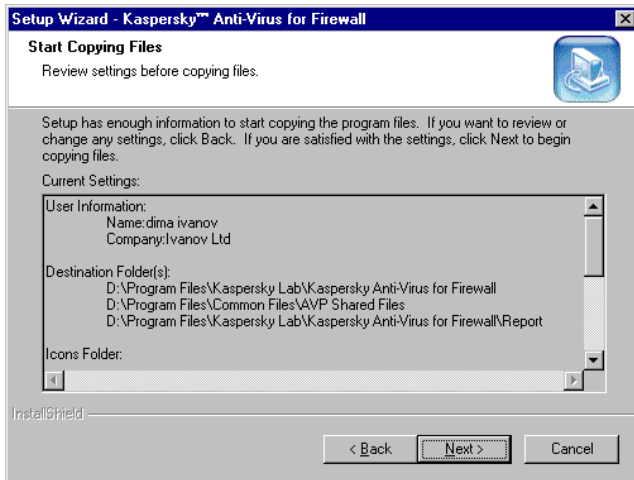 Setup Wizard - Kaspersky™ Anti-Virus for Firewall
Start Copying Files
Review settings before copying files.
Setup has enough information to start copying the program files. If you want to review or
change any settings, click Back. If you are satisfied with the settings, click Next to begin
copying files.
Current Settings:
User Information:
Name:dima ivanov
Company:Ivanov Ltd
Destination Folder(s):
D:\Program Files\Kaspersky Lab\Kaspersky Anti-Virus for Firewall
D:\Program Files\Common Files\AVP Shared Files
D:\Program Files\Kaspersky Lab\Kaspersky Anti-Virus for Firewall\Report
Icons Folder:
InstallShield
< Back Next > Cancel